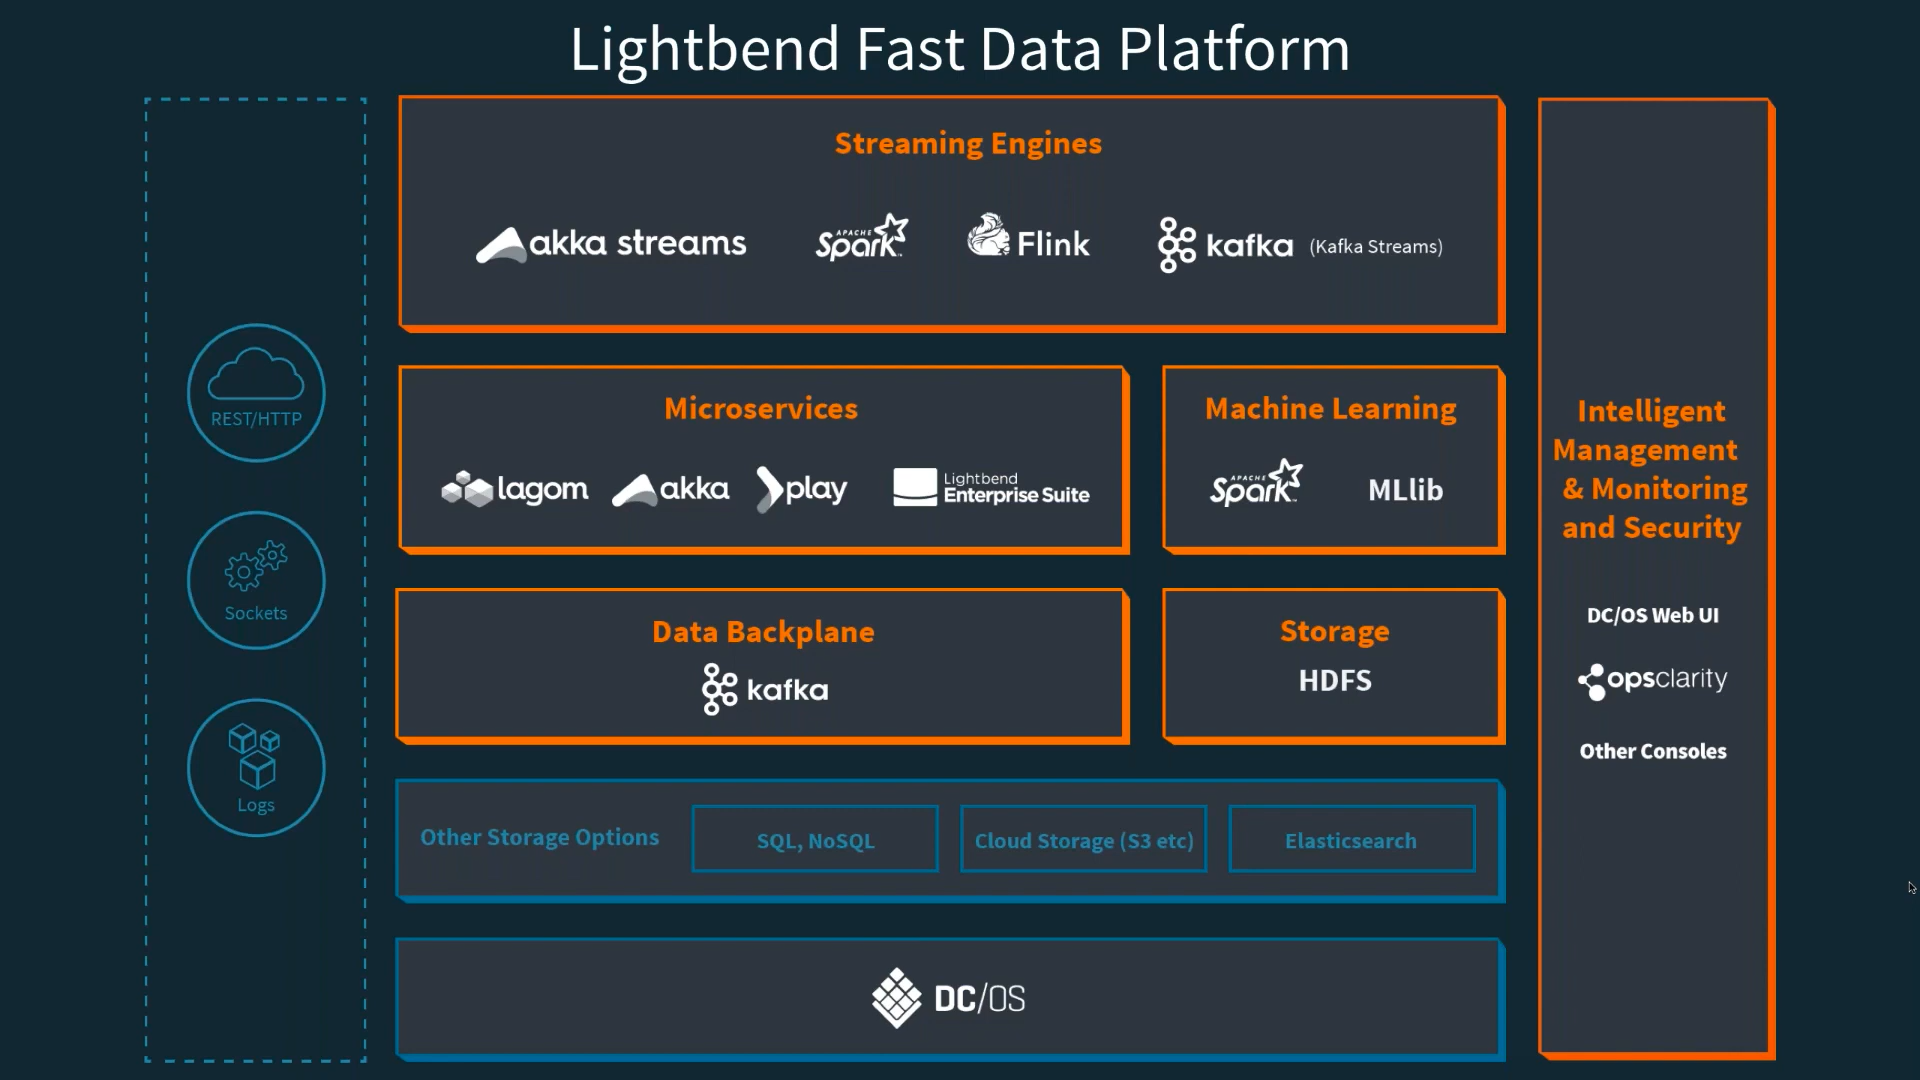 Lightbend Fast Data Platform
REST/HTTP
Sockets
Logs
Streaming Engines
akka streams
APACHE
Spark™
Flink
kafka (Kafka Streams)
Microservices
lagom
akka
play
Lightbend
Enterprise Suite
Machine Learning
APACHE
Spark™
MLlib
Data Backplane
kafka
Storage
HDFS
Other Storage Options
SQL, NoSQL
Cloud Storage (S3 etc)
Elasticsearch
DC/OS
Intelligent
Management
& Monitoring
and Security
DC/OS Web UI
opsclarity
Other Consoles